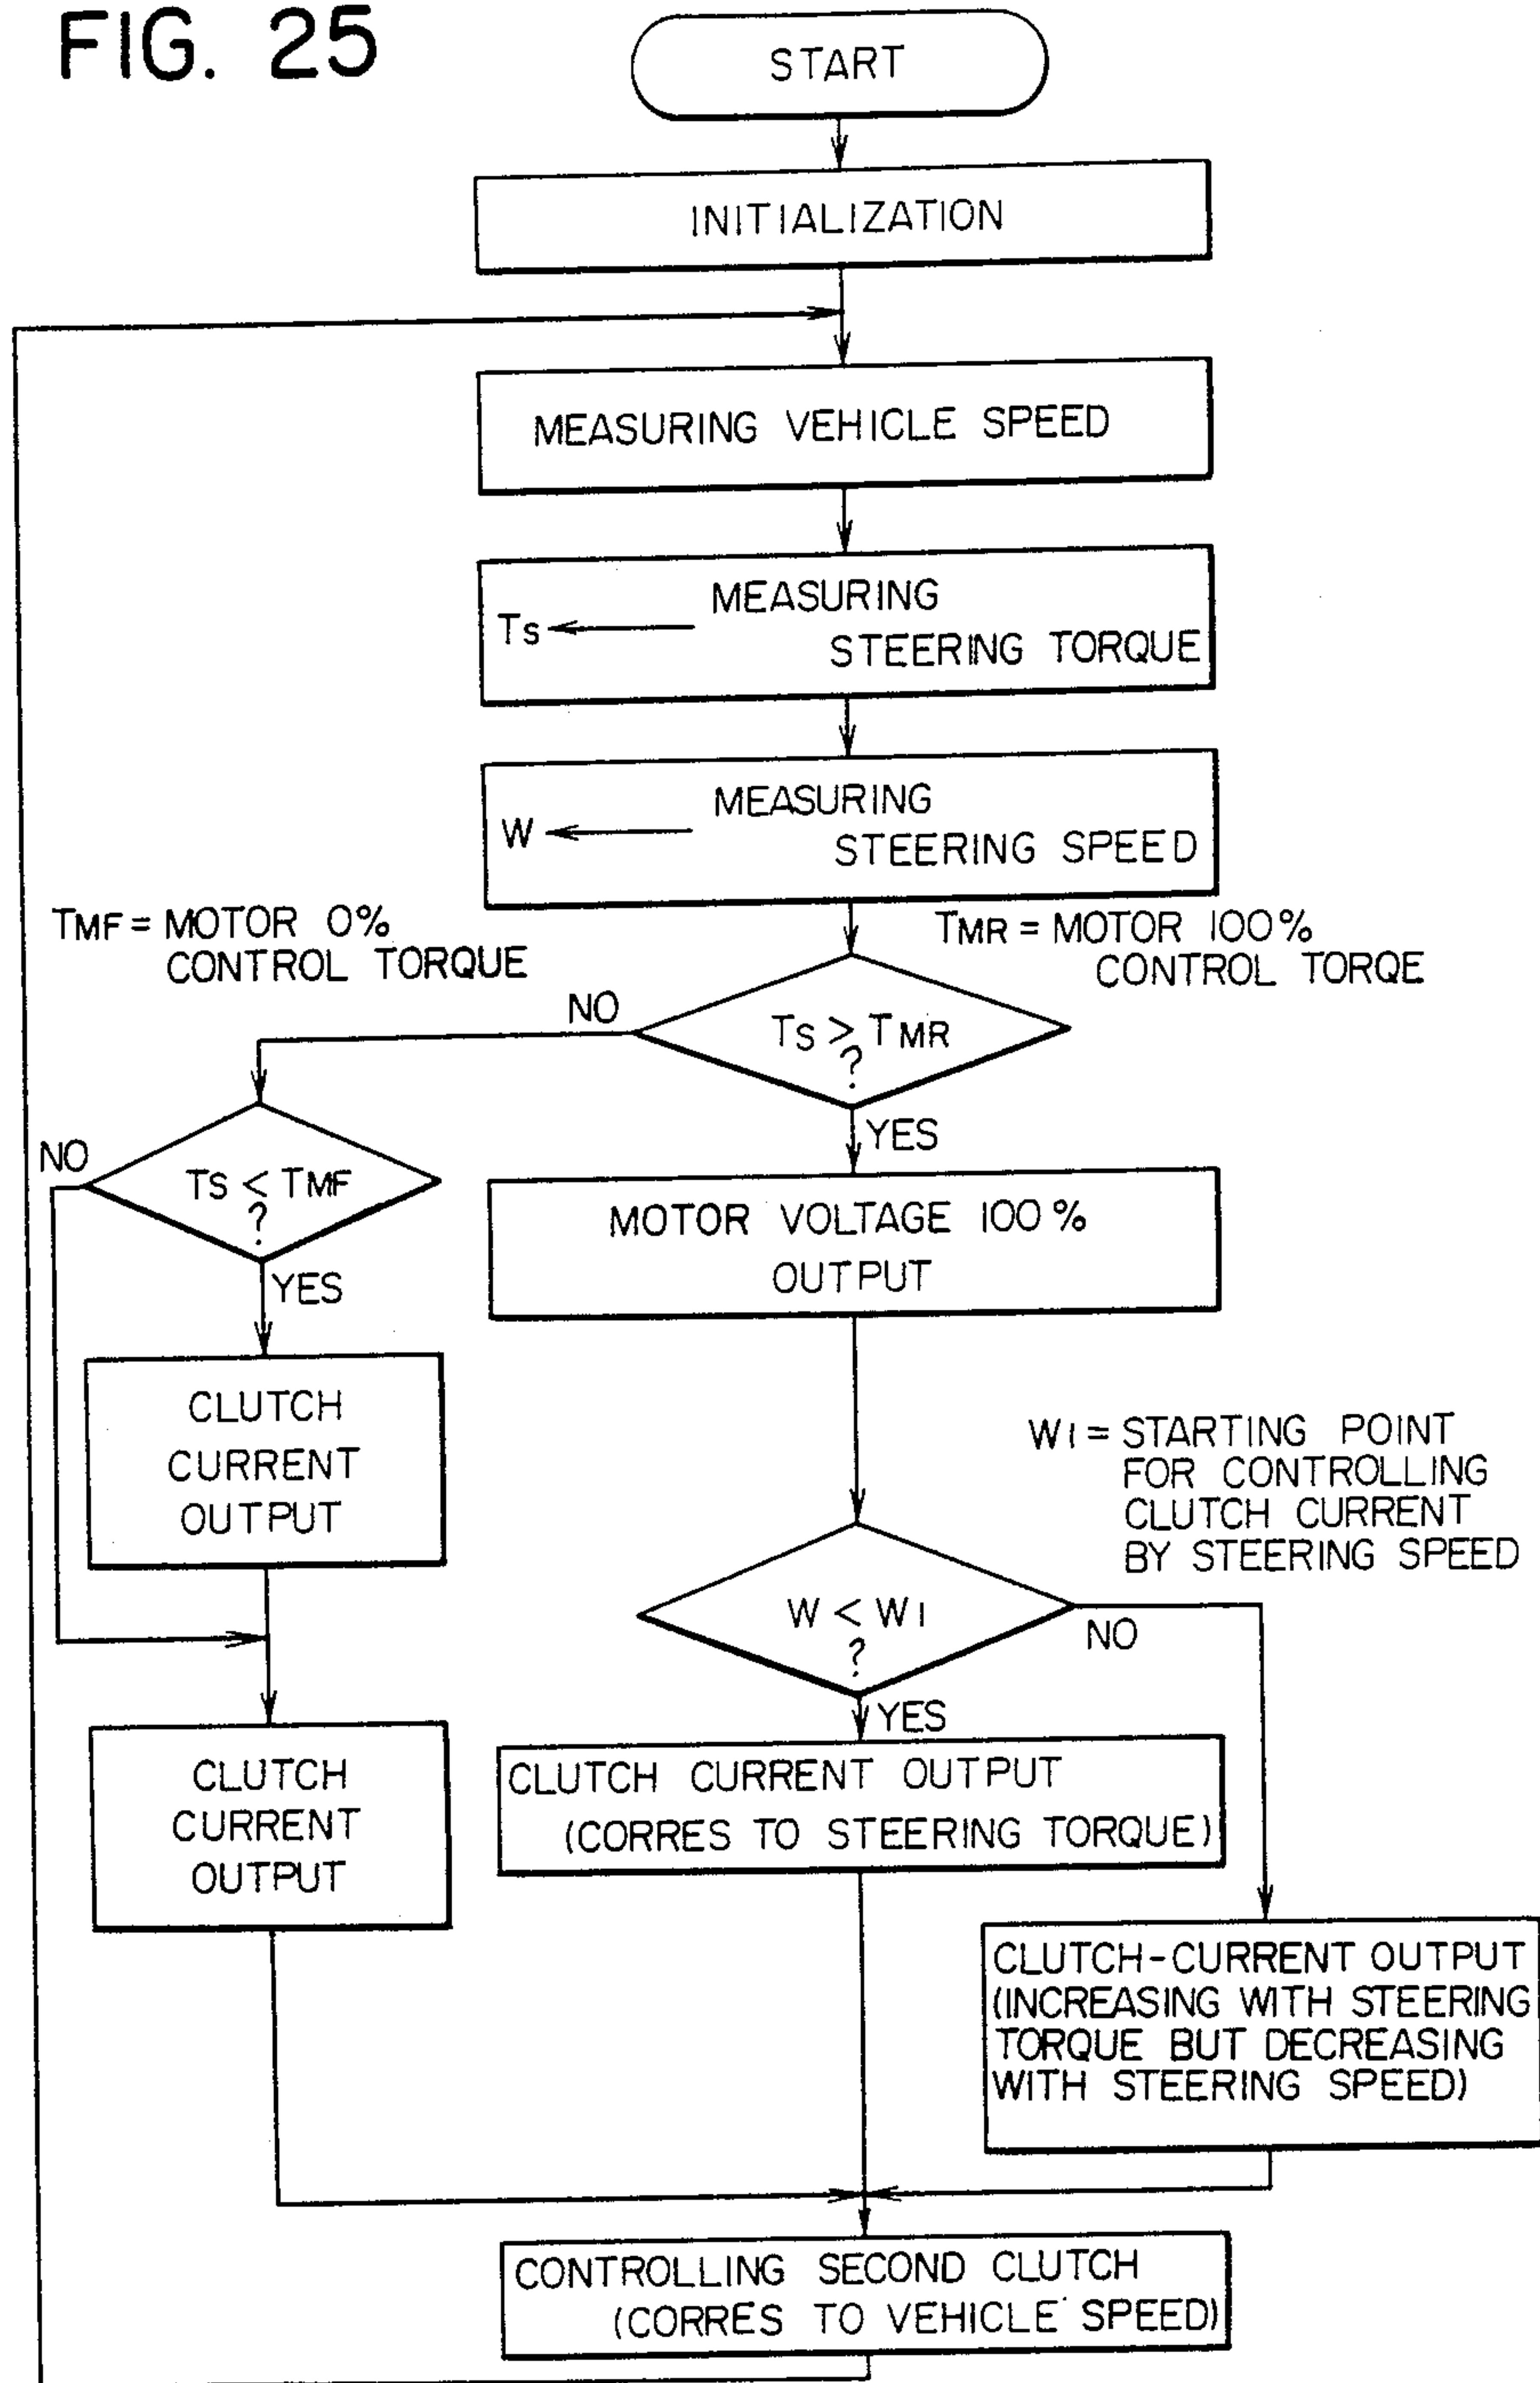 FIG. 25
START
INITIALIZATION
MEASURING VEHICLE SPEED
MEASURING
Ts
STEERING TORQUE
MEASURING
W
STEERING SPEED
TMF = MOTOR 0%
CONTROL TORQUE
TMR = MOTOR 100%
CONTROL TORQE
NO
TS > TMR
?
YES
NO
TS < TMF
?
YES
MOTOR VOLTAGE 100%
OUTPUT
CLUTCH
CURRENT
OUTPUT
W1 = STARTING POINT
FOR CONTROLLING
CLUTCH CURRENT
BY STEERING SPEED
W < W1
?
NO
YES
CLUTCH CURRENT OUTPUT
(CORRES TO STEERING TORQUE)
CLUTCH
CURRENT
OUTPUT
CLUTCH-CURRENT OUTPUT
(INCREASING WITH STEERING
TORQUE BUT DECREASING
WITH STEERING SPEED)
CONTROLLING SECOND CLUTCH
(CORRES TO VEHICLE SPEED)